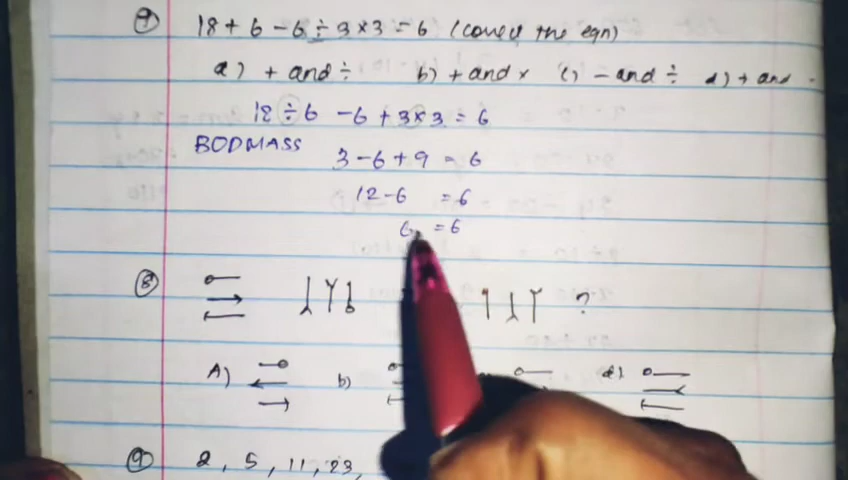 9) 18 + 6 - 6 ÷ 3 × 3 = 6 (correct the eqn)
a) + and ÷ b) + and × c) - and ÷ d) + and -
18 ÷ 6 - 6 + 3 × 3 = 6
BODMASS 3 - 6 + 9 = 6
12 - 6 = 6
6 = 6
8) ?
A) b) d)
9) 2, 5, 11, 23,